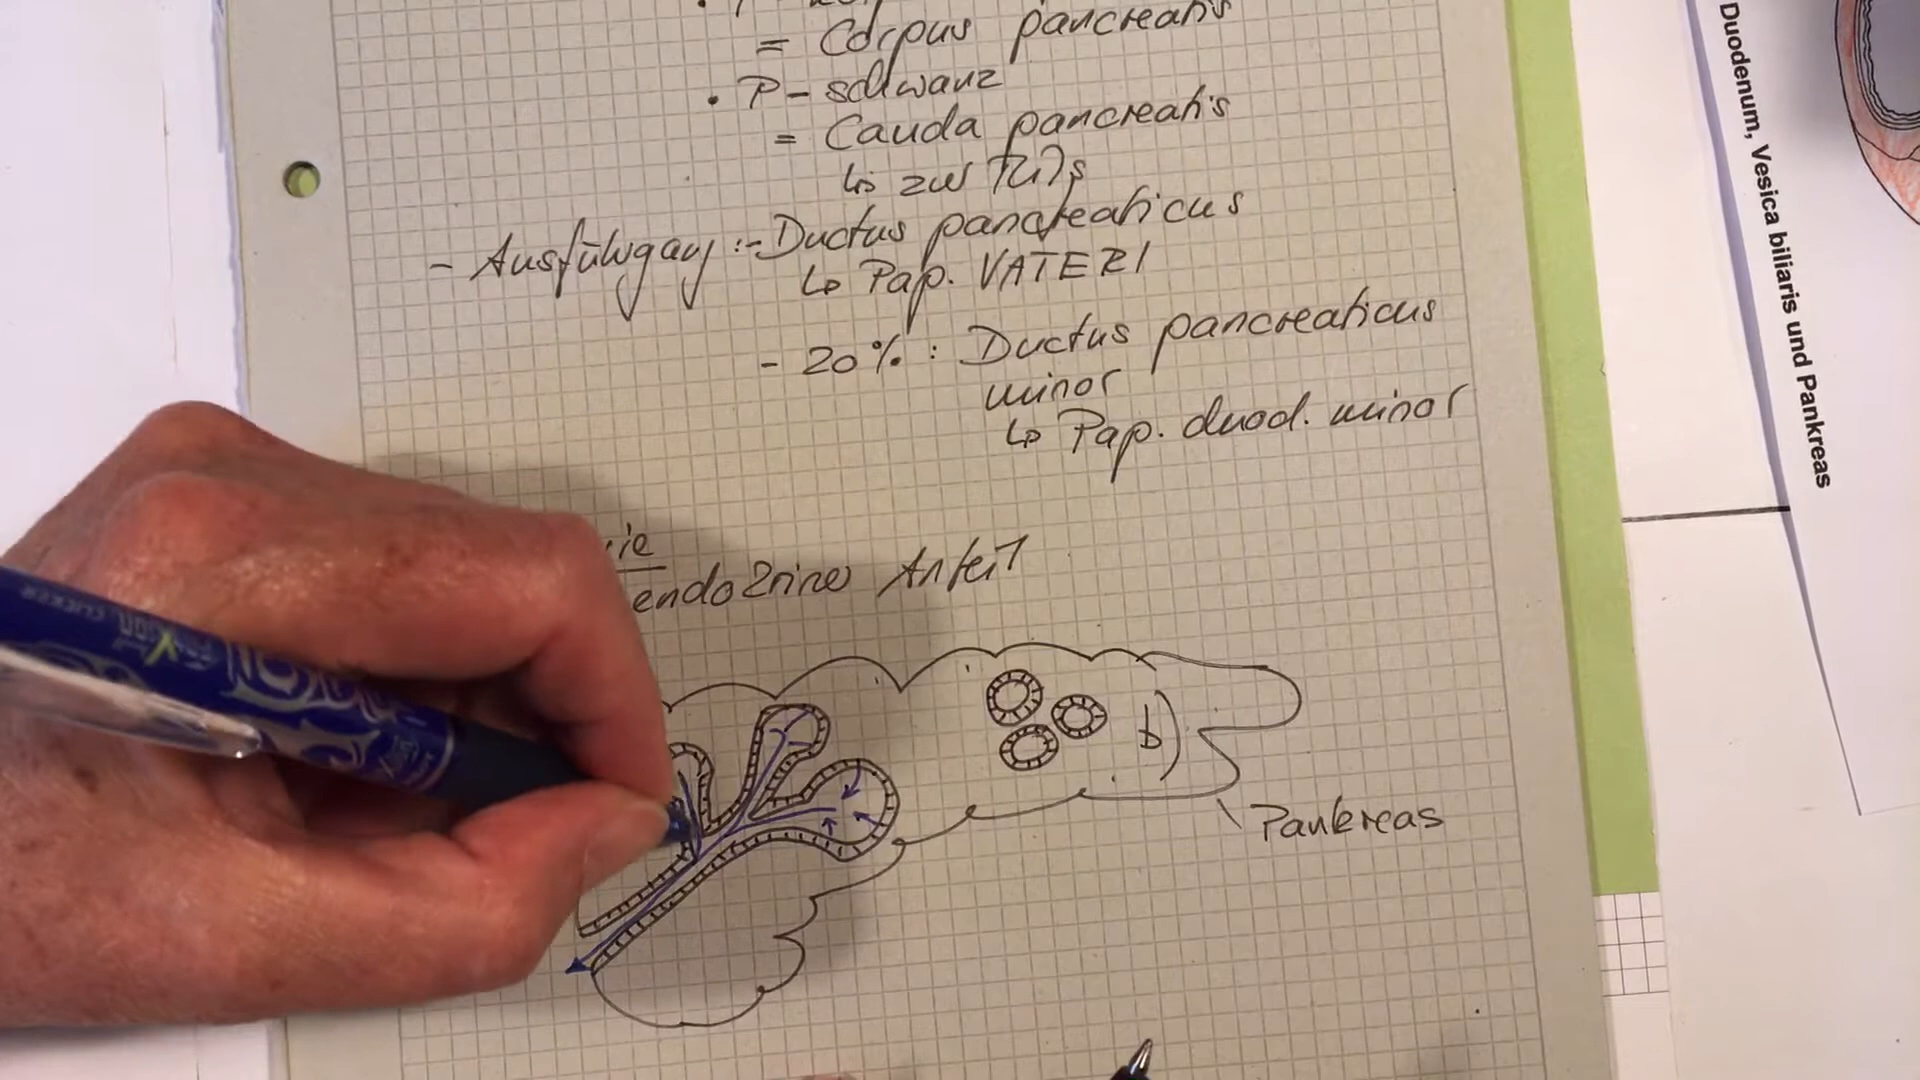 = Corpus pancreatis
• P-schwanz
= Cauda pancreatis
↳ zur Milz
- Ausführgang :- Ductus pancreaticus
↳ Pap. VATERI
- 20% : Ductus pancreaticus
minor
↳ Pap. duod. minor
endokriner Anteil
b)
Pankreas
Duodenum, Vesica biliaris und Pankreas